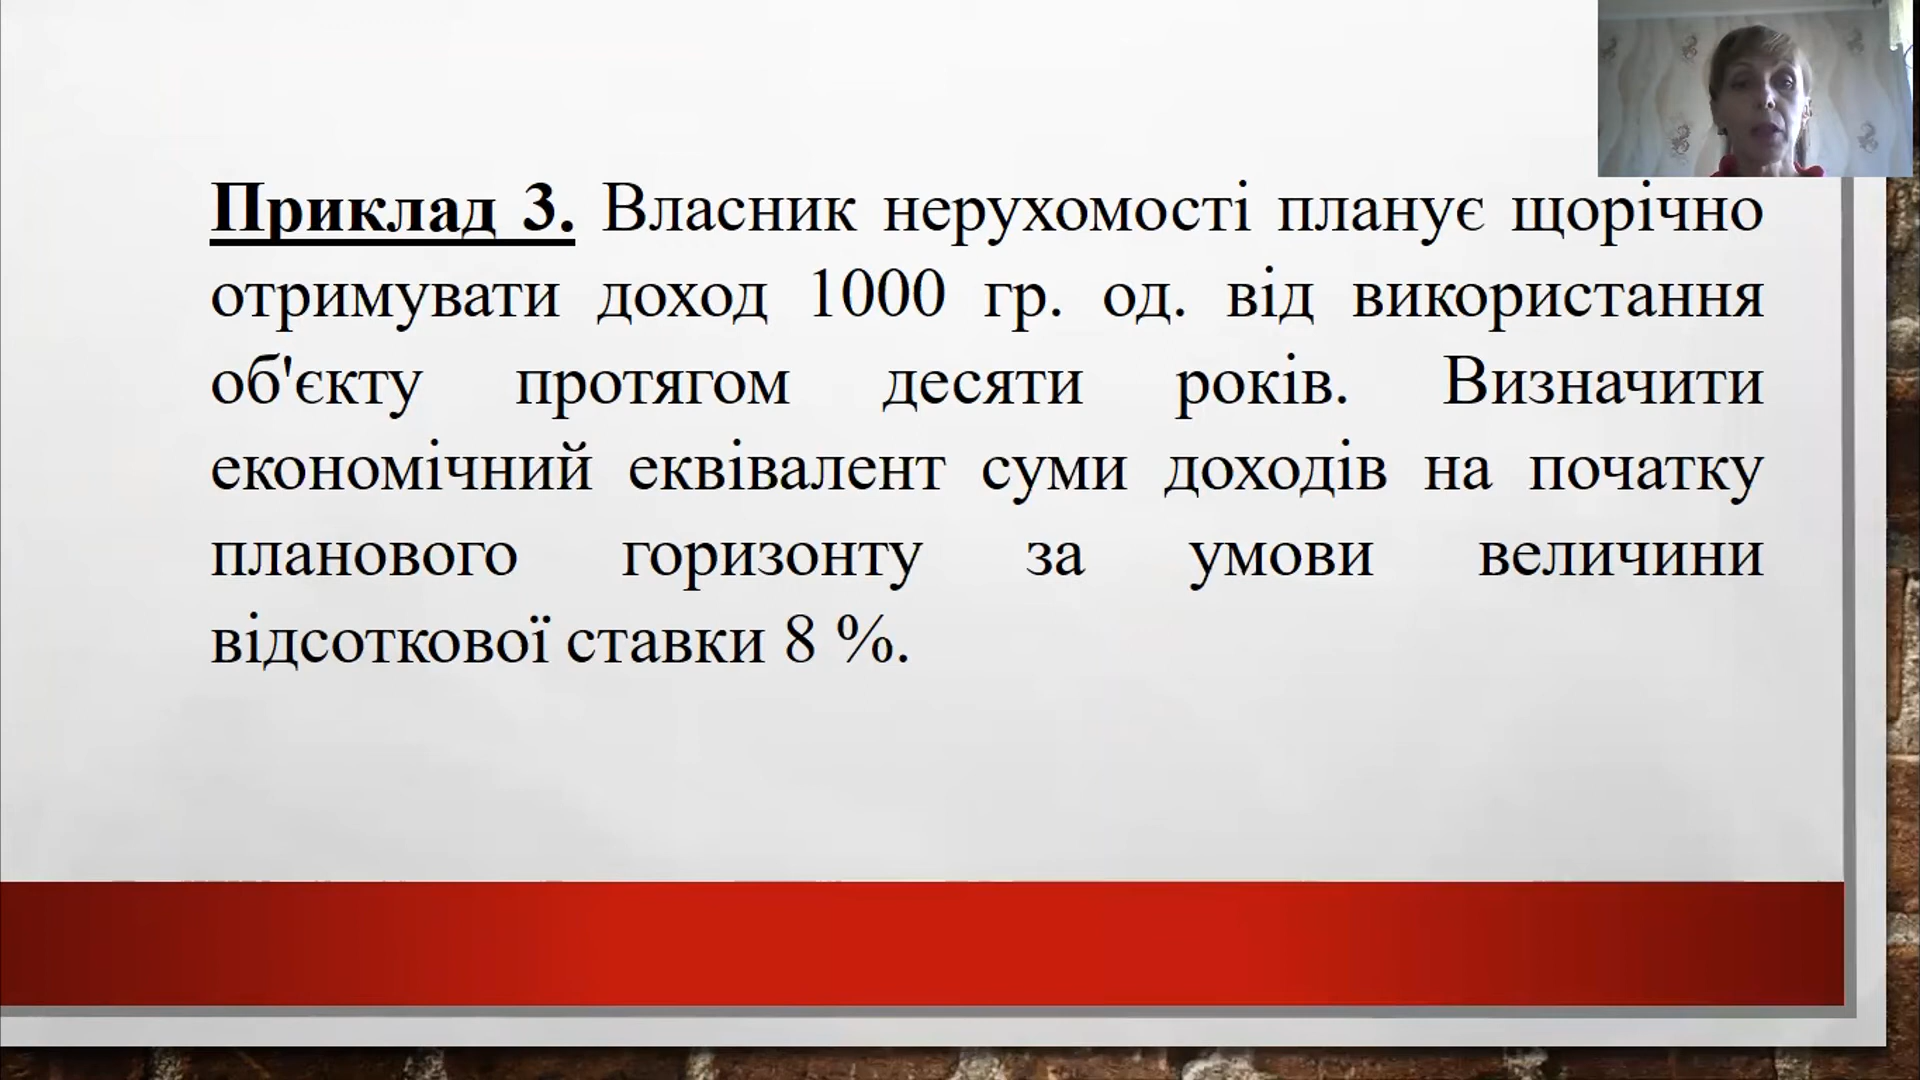 Приклад 3. Власник нерухомості планує щорічно
отримувати доход 1000 гр. од. від використання
об'єкту протягом десяти років. Визначити
економічний еквівалент суми доходів на початку
планового горизонту за умови величини
відсоткової ставки 8 %.